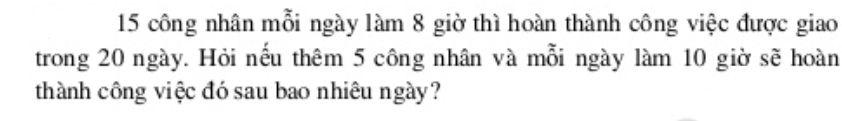 15 công nhân mỗi ngày làm 8 giờ thì hoàn thành công việc được giao
trong 20 ngày. Hỏi nếu thêm 5 công nhân và mỗi ngày làm 10 giờ sẽ hoàn
thành công việc đó sau bao nhiêu ngày?